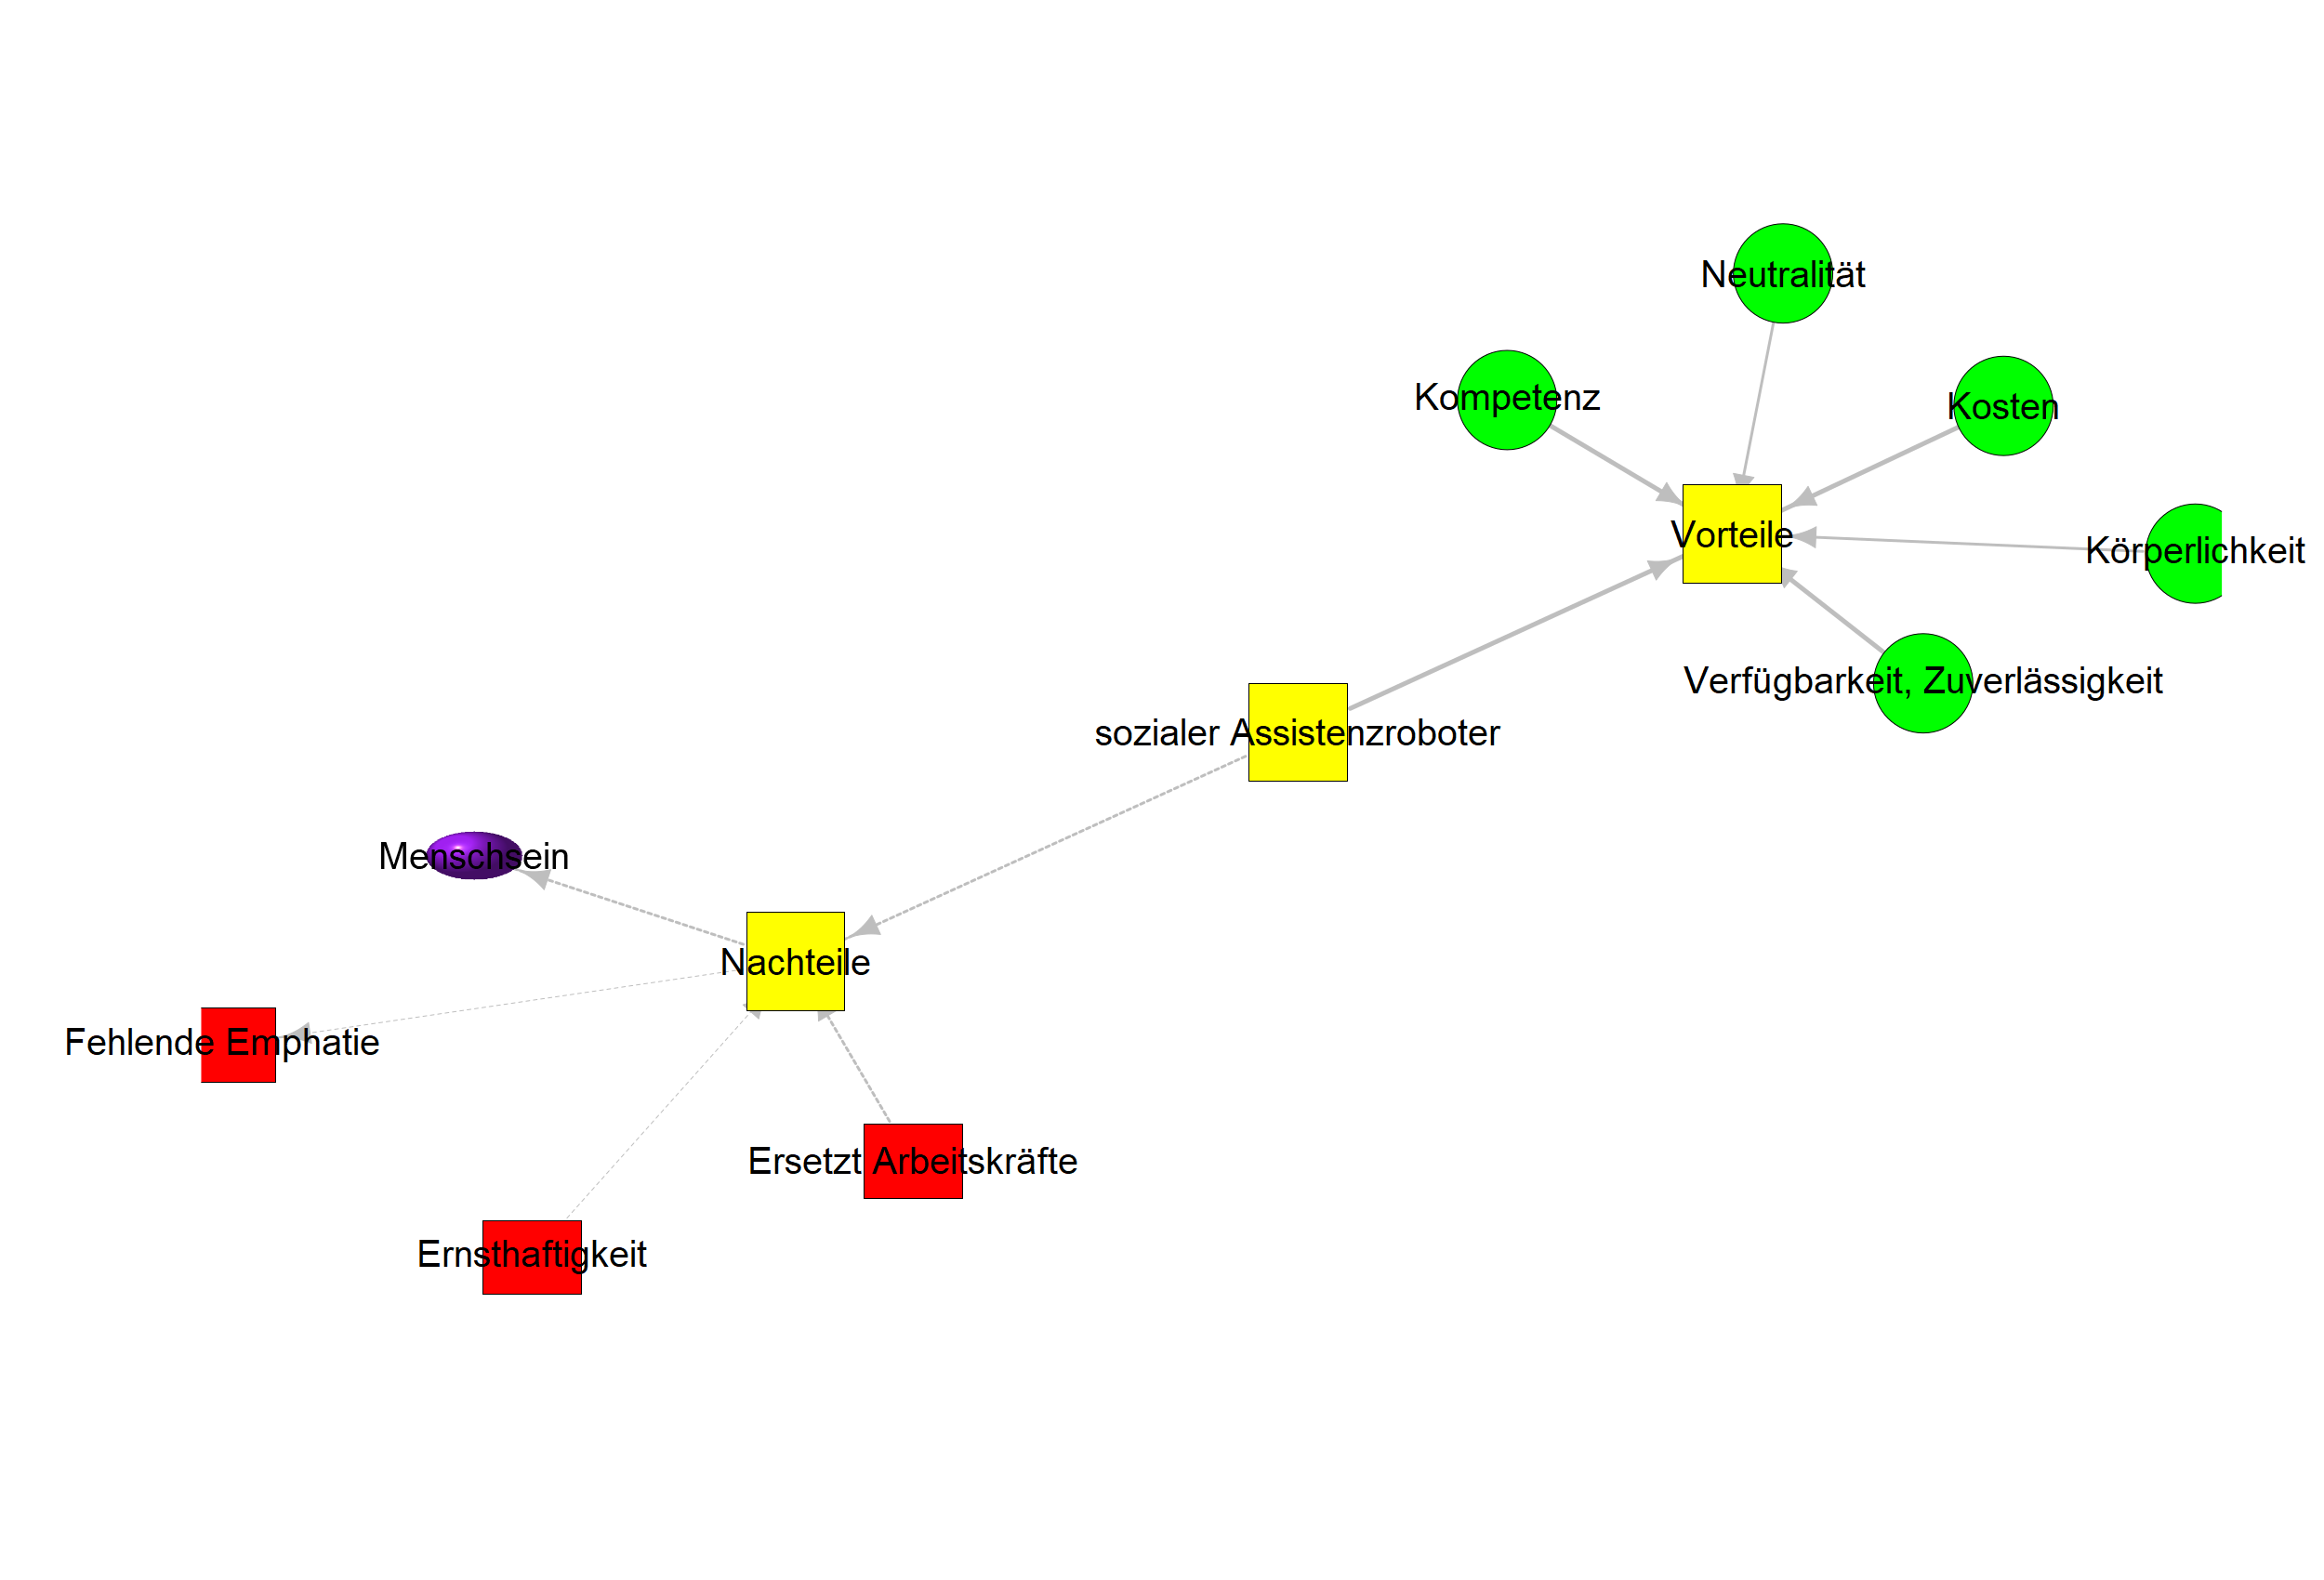 Neutralität
Kompetenz
Kosten
Vorteile
Körperlichkeit
Verfügbarkeit, Zuverlässigkeit
sozialer Assistenzroboter
Menschsein
Nachteile
Fehlende Emphatie
Ersetzt Arbeitskräfte
Ernsthaftigkeit